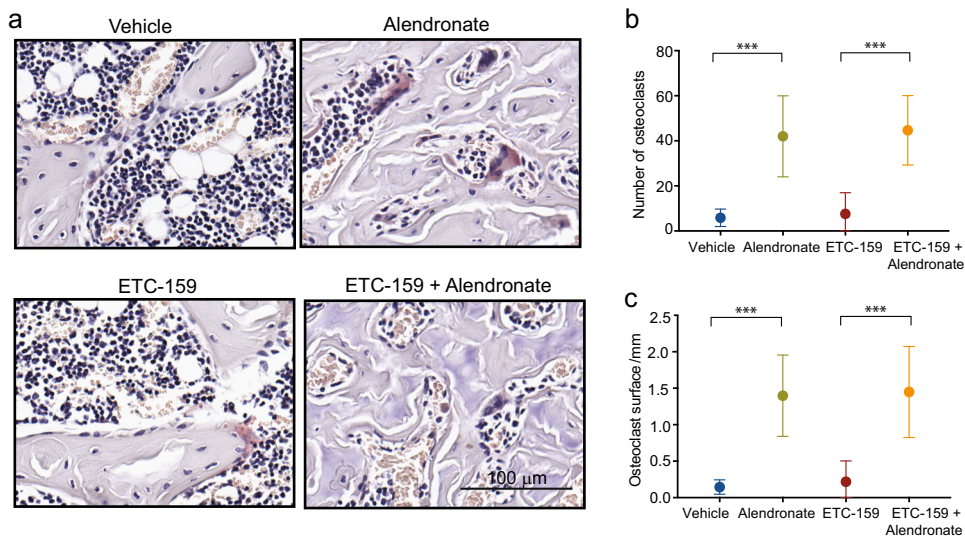 a
Vehicle
Alendronate
ETC-159
ETC-159 + Alendronate
100 μm
b
Number of osteoclasts
80
60
40
20
0
***
***
Vehicle
Alendronate
ETC-159
ETC-159 +
Alendronate
c
Osteoclast surface/mm
2.5
2.0
1.5
1.0
0.5
0.0
***
***
Vehicle
Alendronate
ETC-159
ETC-159 +
Alendronate